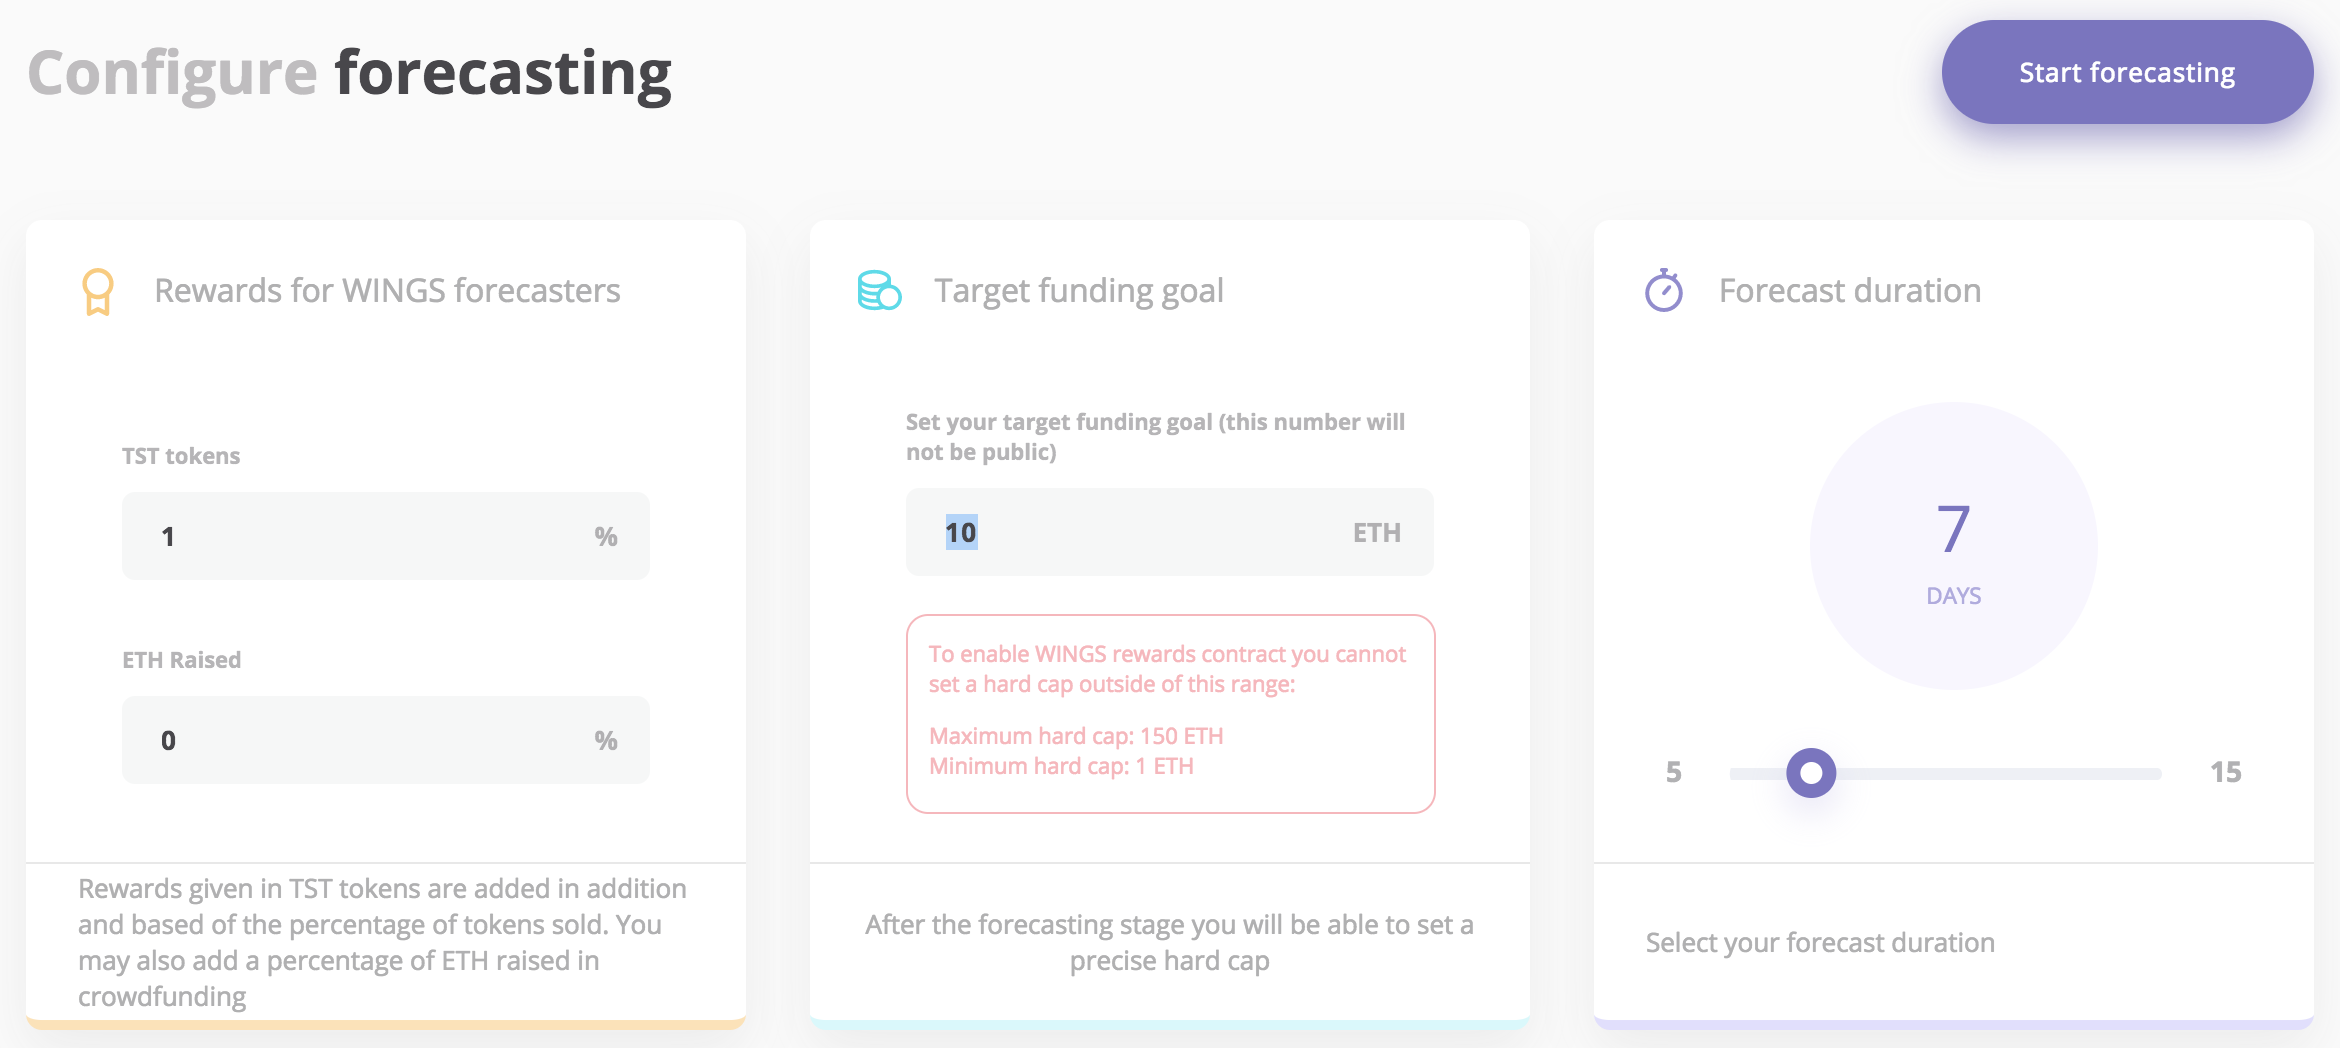 Configure forecasting
Start forecasting
Rewards for WINGS forecasters
TST tokens
1 %
ETH Raised
0 %
Rewards given in TST tokens are added in addition
and based of the percentage of tokens sold. You
may also add a percentage of ETH raised in
crowdfunding
Target funding goal
Set your target funding goal (this number will
not be public)
10 ETH
To enable WINGS rewards contract you cannot
set a hard cap outside of this range:
Maximum hard cap: 150 ETH
Minimum hard cap: 1 ETH
After the forecasting stage you will be able to set a
precise hard cap
Forecast duration
7
DAYS
5 15
Select your forecast duration